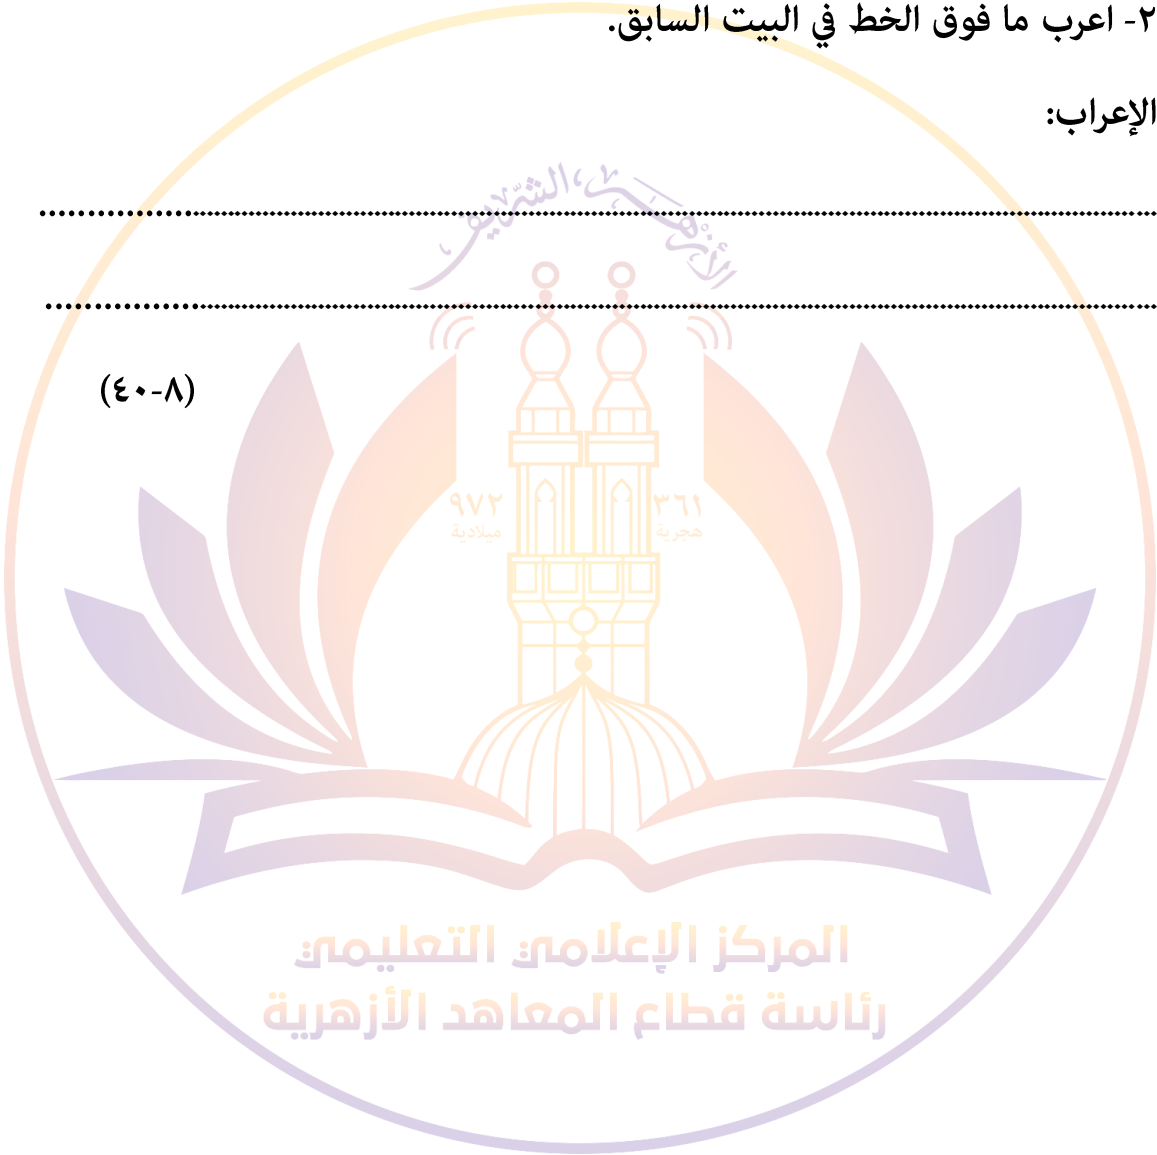 ٢- اعرب ما فوق الخط في البيت السابق.
الإعراب:
................................................................................
................................................................................
(٨-٤٠)
الأزهر الشريف
٩٧٢ ميلادية
٣٦١ هجرية
المركز الإعلامي التعليمي
رئاسة قطاع المعاهد الأزهرية